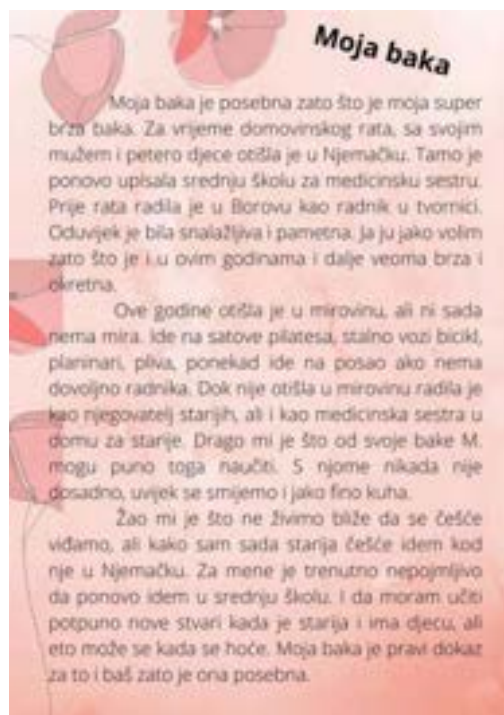 Moja baka
Moja baka je posebna zato što je moja super
brza baka. Za vrijeme domovinskog rata, sa svojim
mužem i petero djece otišla je u Njemačku. Tamo je
ponovo upisala srednju školu za medicinsku sestru.
Prije rata radila je u Borovu kao radnik u tvornici.
Oduvijek je bila snalažljiva i pametna. Ja ju jako volim
zato što je i u ovim godinama i dalje veoma brza i
okretna.
Ove godine otišla je u mirovinu, ali ni sada
nema mira. Ide na satove pilatesa, stalno vozi bicikl,
planinari, pliva, ponekad ide na posao ako nema
dovoljno radnika. Dok nije otišla u mirovinu radila je
kao njegovatelj starijih, ali i kao medicinska sestra u
domu za starije. Drago mi je što od svoje bake M.
mogu puno toga naučiti. S njome nikada nije
dosadno, uvijek se smijemo i jako fino kuha.
Žao mi je što ne živimo bliže da se češće
viđamo, ali kako sam sada starija češće idem kod
nje u Njemačku. Za mene je trenutno nepojmljivo
da ponovo idem u srednju školu. I da moram učiti
potpuno nove stvari kada je starija i ima djecu, ali
eto može se kada se hoće. Moja baka je pravi dokaz
za to i baš zato je ona posebna.